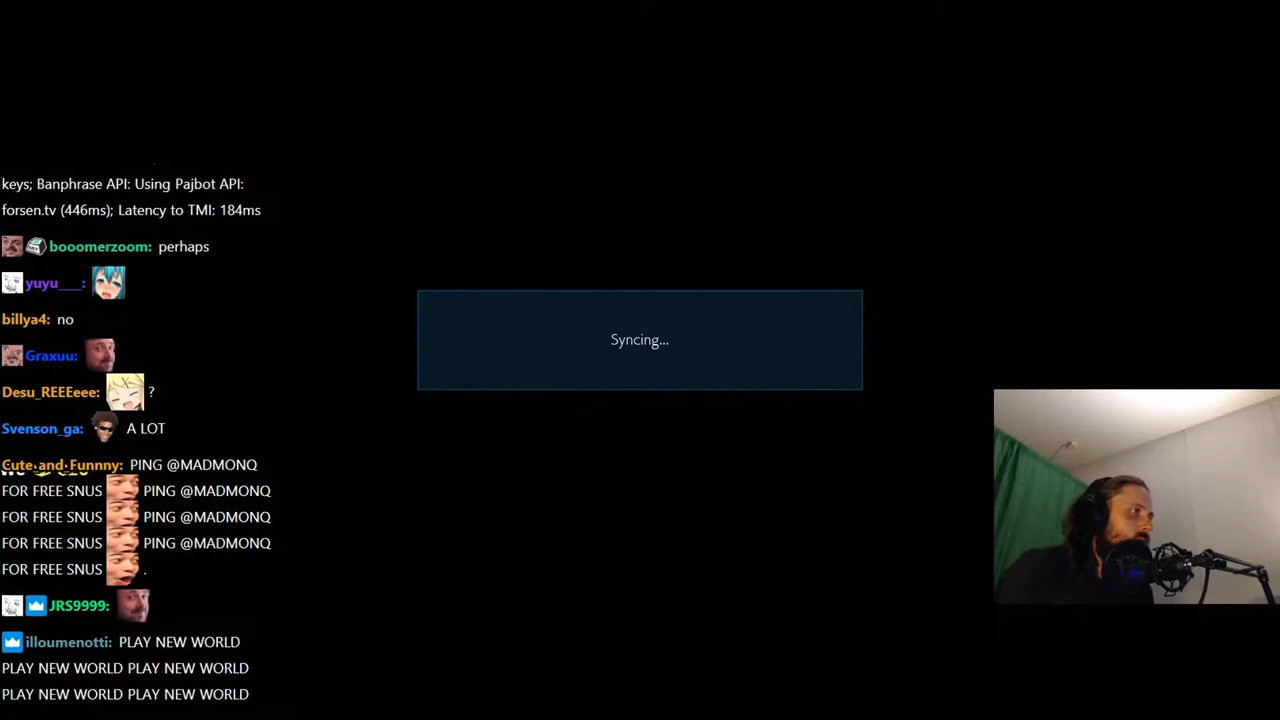 keys; Banphrase API: Using Pajbot API:
forsen.tv (446ms); Latency to TMI: 184ms
booomerzoom: perhaps
yuyu___:
billya4: no
Graxuu:
Desu_REEEeee: ?
Svenson_ga: A LOT
Cute-and-Funnny: PING @MADMONQ
FOR FREE SNUS PING @MADMONQ
FOR FREE SNUS PING @MADMONQ
FOR FREE SNUS PING @MADMONQ
FOR FREE SNUS .
JRS9999:
illoumenotti: PLAY NEW WORLD
PLAY NEW WORLD PLAY NEW WORLD
PLAY NEW WORLD PLAY NEW WORLD
Syncing...